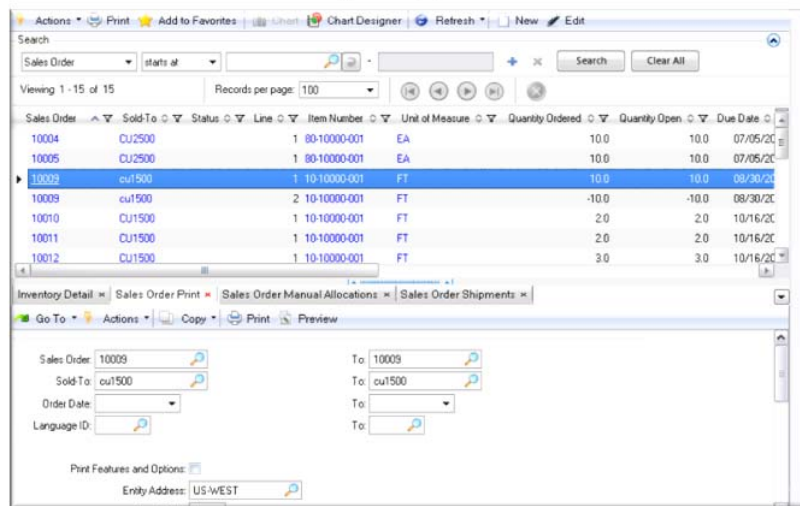 Actions Print Add to Favorites Chart Chart Designer Refresh New Edit
Search
Sales Order starts at - Search Clear All
Viewing 1 - 15 of 15 Records per page: 100
Sales Order Sold-To Status Line Item Number Unit of Measure Quantity Ordered Quantity Open Due Date
10004 CU2500 1 80-10000-001 EA 10.0 10.0 07/05/20
10005 CU2500 1 80-10000-001 EA 10.0 10.0 07/05/20
10009 cu1500 1 10-10000-001 FT 10.0 10.0 08/30/20
10009 cu1500 2 10-10000-001 FT -10.0 -10.0 08/30/20
10010 CU1500 1 10-10000-001 FT 2.0 2.0 10/16/20
10011 CU1500 1 10-10000-001 FT 2.0 2.0 10/16/20
10012 CU1500 1 10-10000-001 FT 3.0 3.0 10/16/20
Inventory Detail Sales Order Print Sales Order Manual Allocations Sales Order Shipments
Go To Actions Copy Print Preview
Sales Order: 10009 To: 10009
Sold-To: cu1500 To: cu1500
Order Date: To:
Language ID: To:
Print Features and Options:
Entity Address: US-WEST